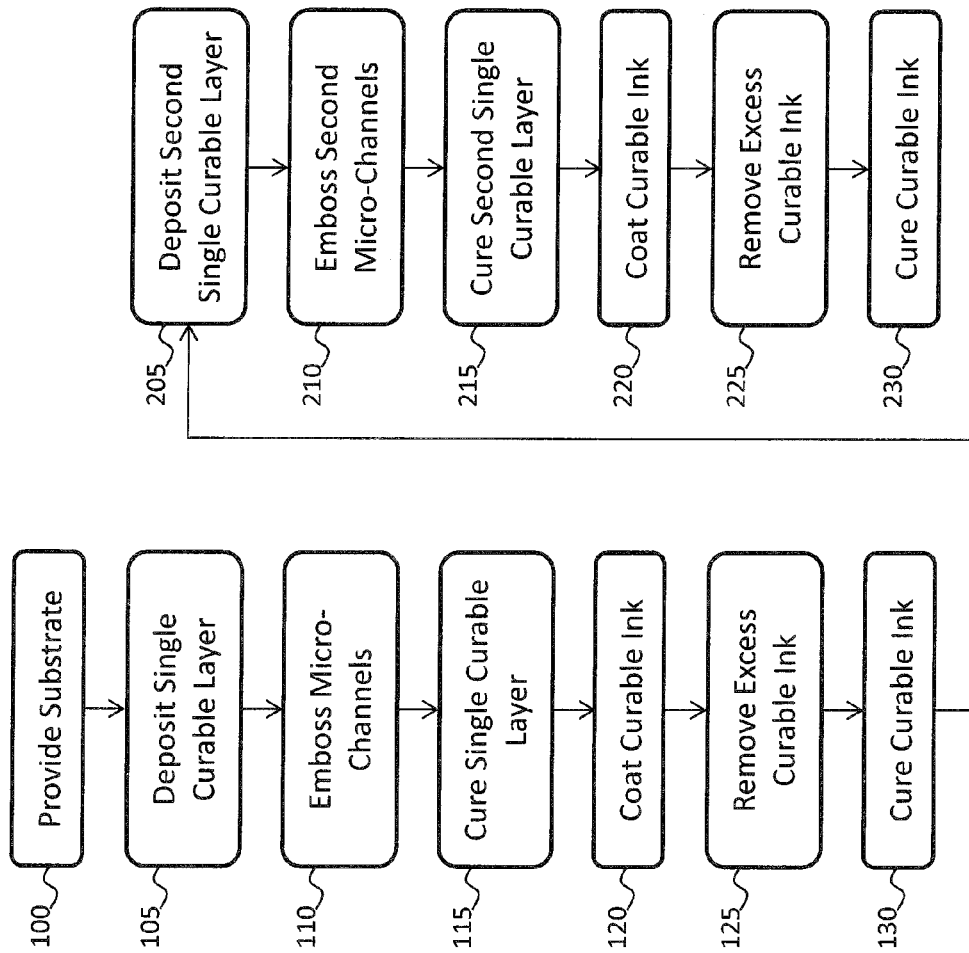 100
Provide Substrate
105
Deposit Single
Curable Layer
110
Emboss Micro-
Channels
115
Cure Single Curable
Layer
120
Coat Curable Ink
125
Remove Excess
Curable Ink
130
Cure Curable Ink
205
Deposit Second
Single Curable Layer
210
Emboss Second
Micro-Channels
215
Cure Second Single
Curable Layer
220
Coat Curable Ink
225
Remove Excess
Curable Ink
230
Cure Curable Ink